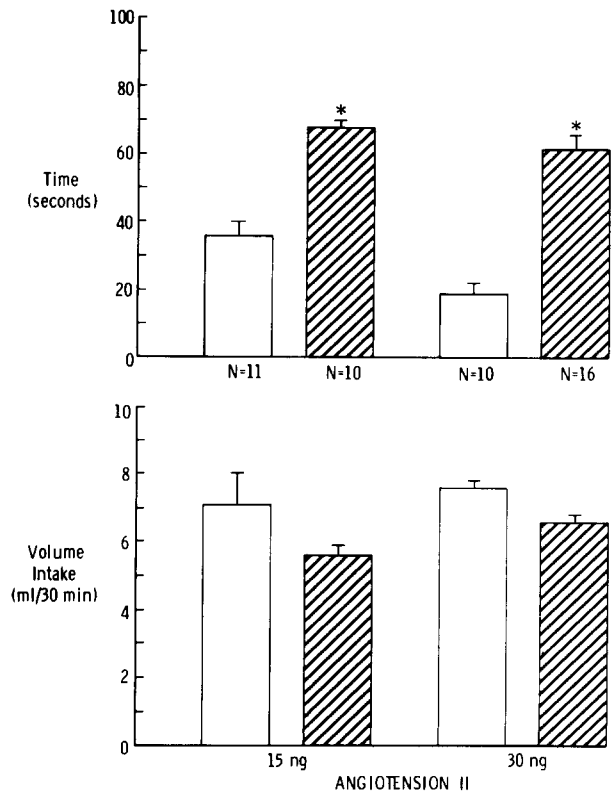 100
80
60
40
20
0
Time
(seconds)
*
*
N=11
N=10
N=10
N=16
10
8
6
4
2
0
Volume
Intake
(ml/30 min)
15 ng
30 ng
ANGIOTENSION II